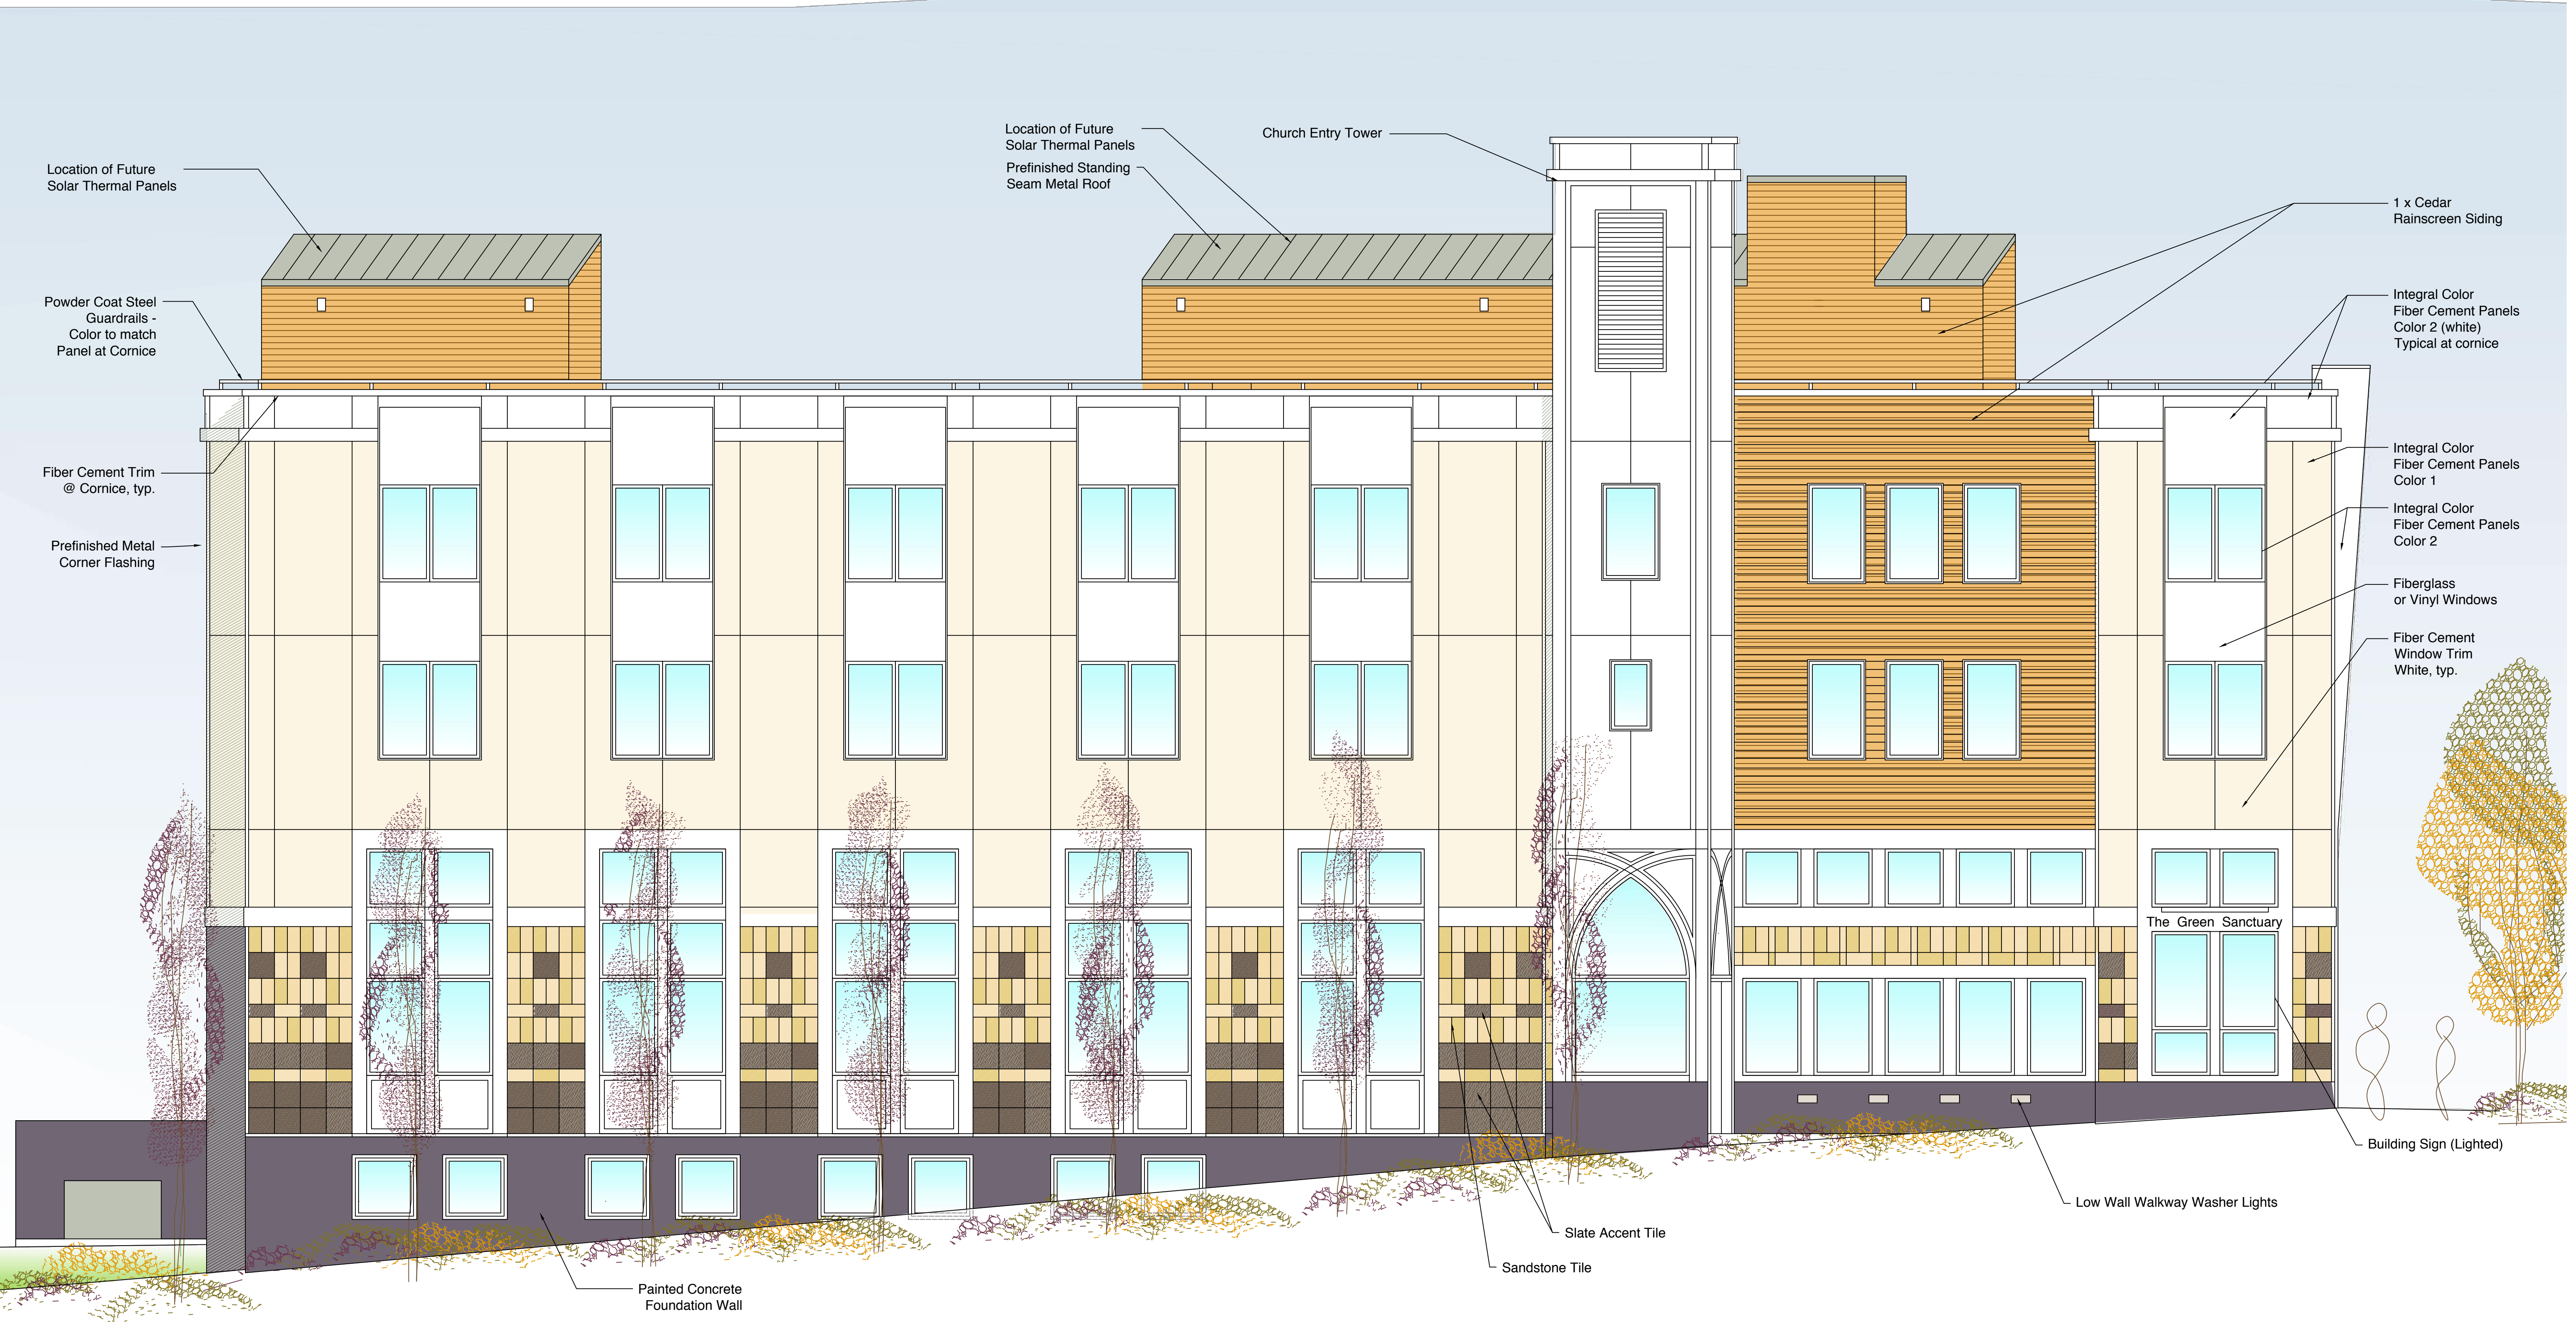 Location of Future
Solar Thermal Panels
Church Entry Tower
Prefinished Standing
Seam Metal Roof
Location of Future
Solar Thermal Panels
1 x Cedar
Rainscreen Siding
Powder Coat Steel
Guardrails -
Color to match
Panel at Cornice
Integral Color
Fiber Cement Panels
Color 2 (white)
Typical at cornice
Fiber Cement Trim
@ Cornice, typ.
Integral Color
Fiber Cement Panels
Color 1
Integral Color
Fiber Cement Panels
Color 2
Prefinished Metal
Corner Flashing
Fiberglass
or Vinyl Windows
Fiber Cement
Window Trim
White, typ.
The Green Sanctuary
Building Sign (Lighted)
Low Wall Walkway Washer Lights
Slate Accent Tile
Sandstone Tile
Painted Concrete
Foundation Wall